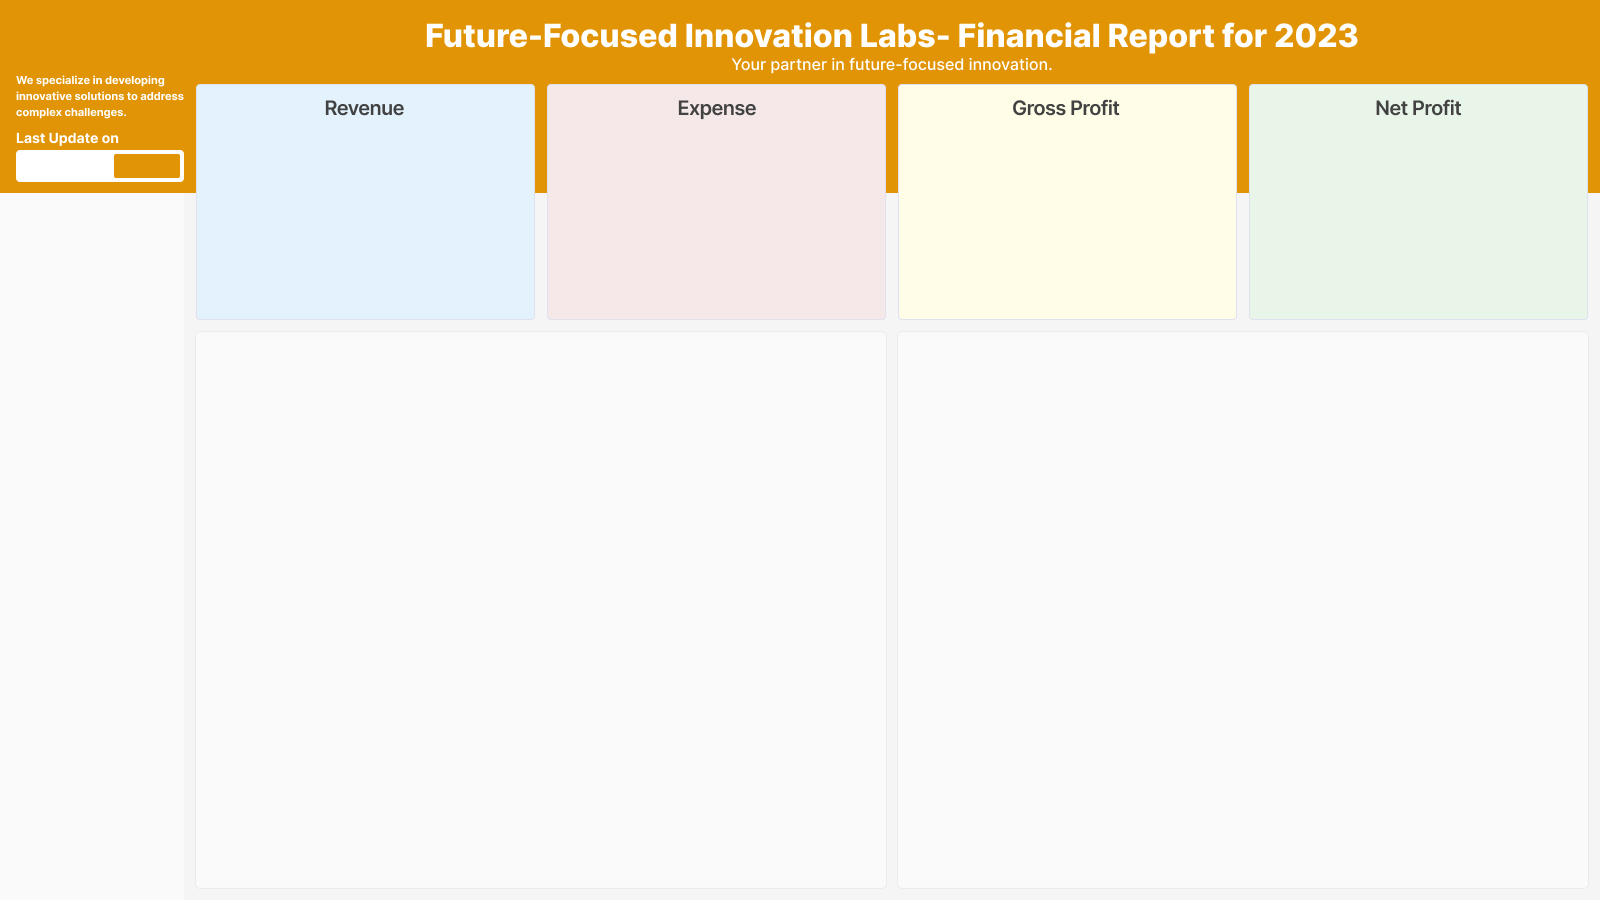 Future-Focused Innovation Labs- Financial Report for 2023
Your partner in future-focused innovation.
We specialize in developing
innovative solutions to address
complex challenges.
Last Update on
Revenue
Expense
Gross Profit
Net Profit